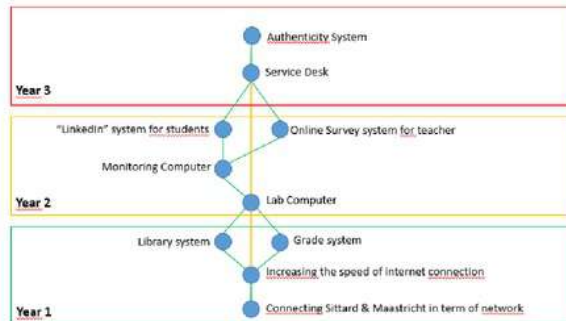 Authenticity System
Service Desk
Year 3
"LinkedIn" system for students
Online Survey system for teacher
Monitoring Computer
Lab Computer
Year 2
Library system
Grade system
Increasing the speed of internet connection
Connecting Sittard & Maastricht in term of network
Year 1